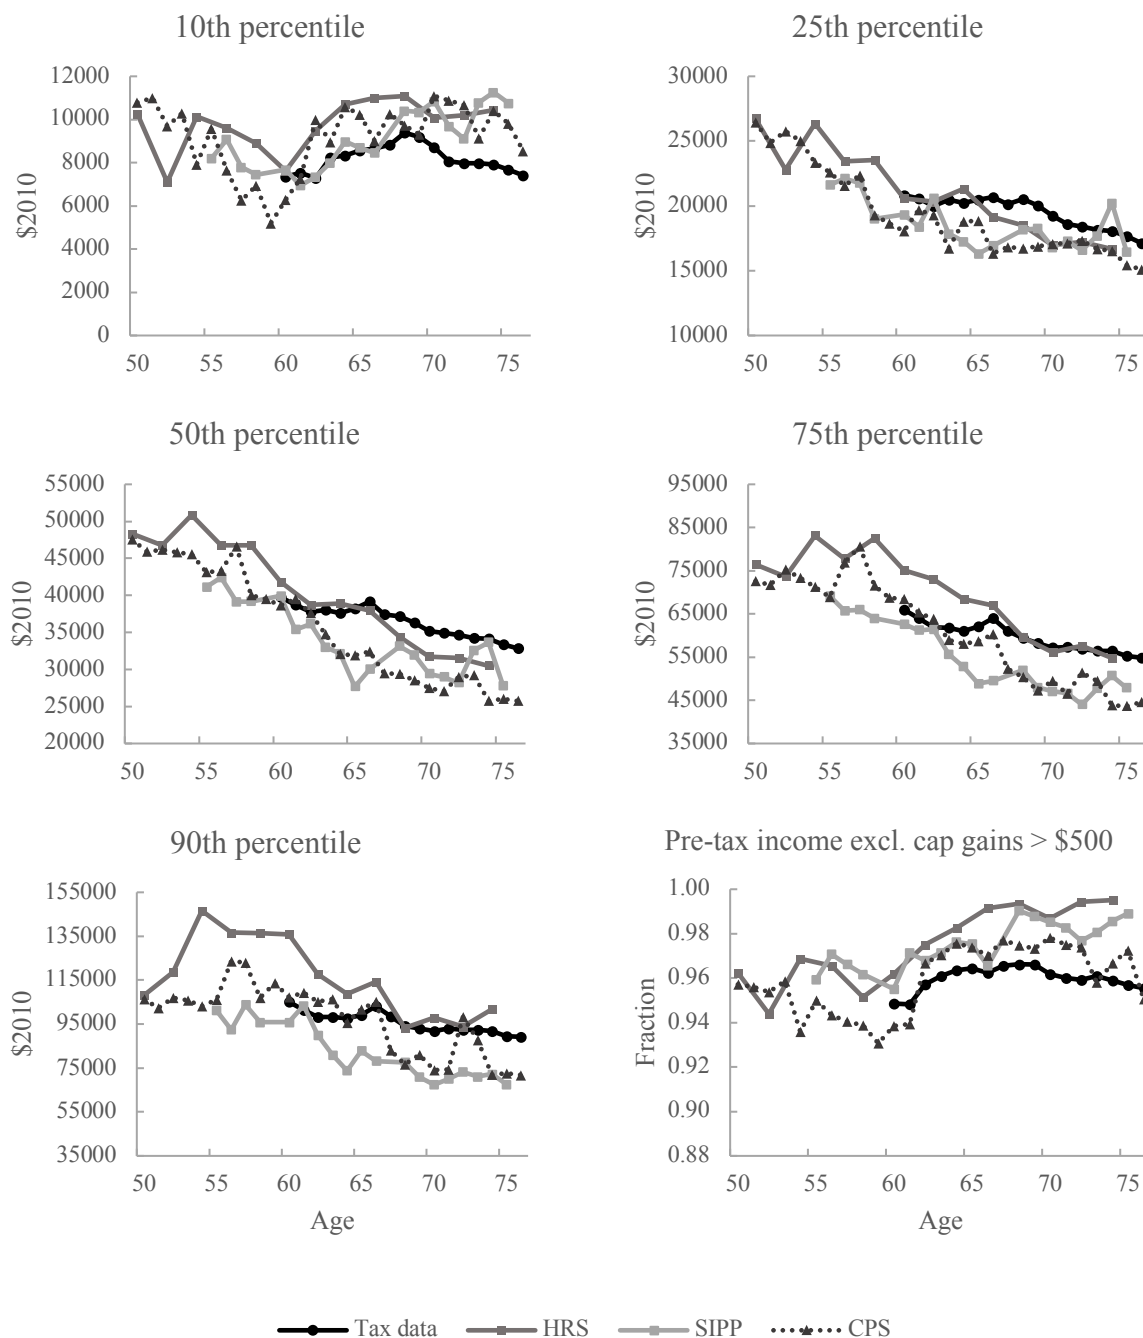 10th percentile
12000
10000
8000
6000
4000
2000
0
$2010
50 55 60 65 70 75
25th percentile
30000
25000
20000
15000
10000
$2010
50 55 60 65 70 75
50th percentile
55000
50000
45000
40000
35000
30000
25000
20000
$2010
50 55 60 65 70 75
75th percentile
95000
85000
75000
65000
55000
45000
35000
$2010
50 55 60 65 70 75
90th percentile
155000
135000
115000
95000
75000
55000
35000
$2010
50 55 60 65 70 75
Age
Pre-tax income excl. cap gains > $500
1.00
0.98
0.96
0.94
0.92
0.90
0.88
Fraction
50 55 60 65 70 75
Age
Tax data HRS SIPP CPS